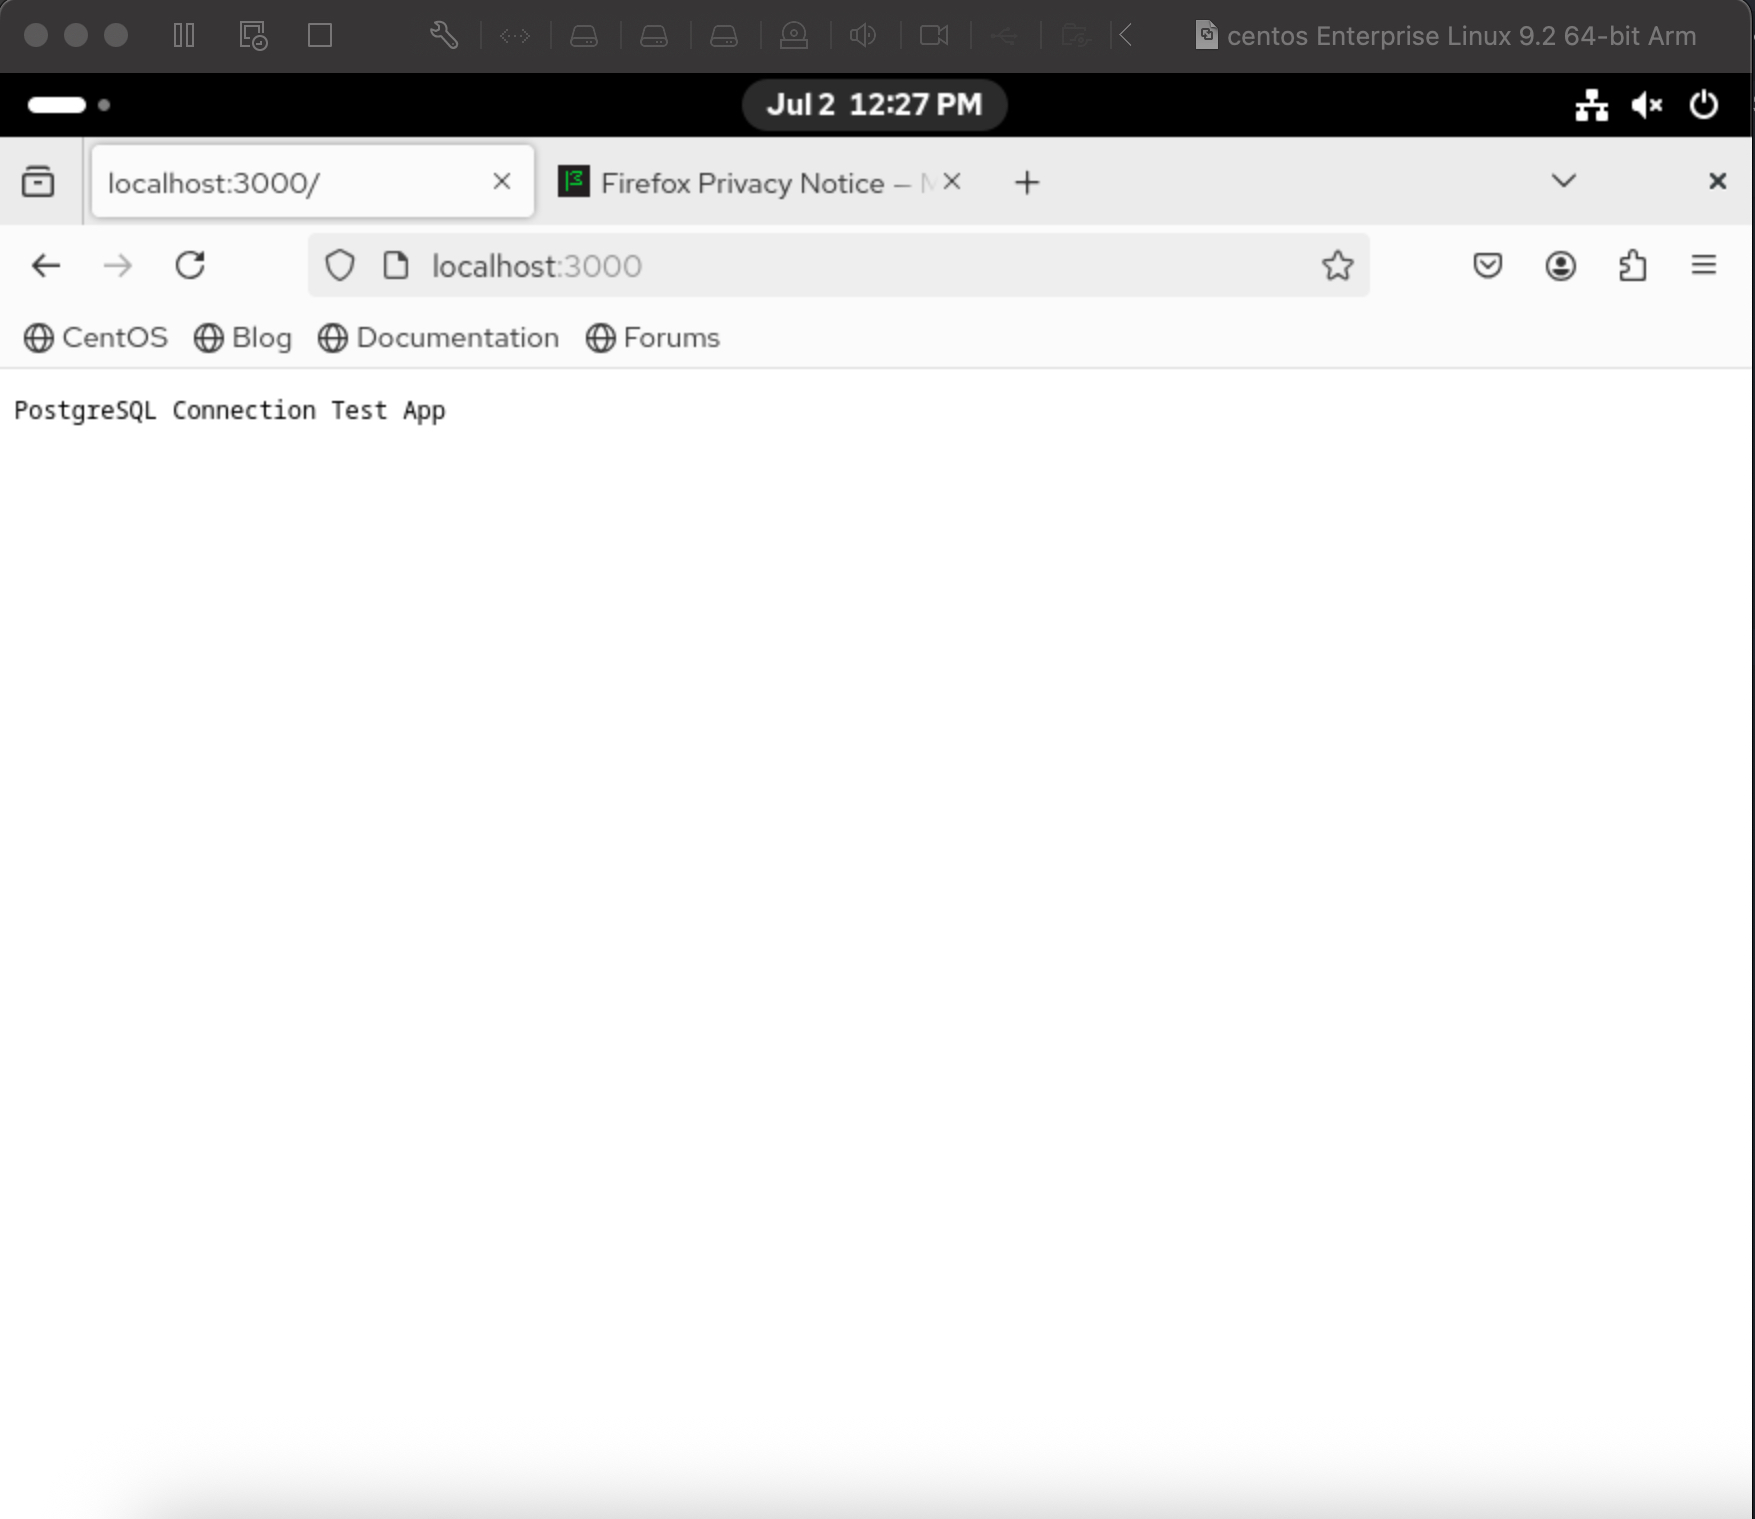 centos Enterprise Linux 9.2 64-bit Arm
Jul 2 12:27 PM
localhost:3000/
Firefox Privacy Notice –
localhost:3000
CentOS Blog Documentation Forums
PostgreSQL Connection Test App